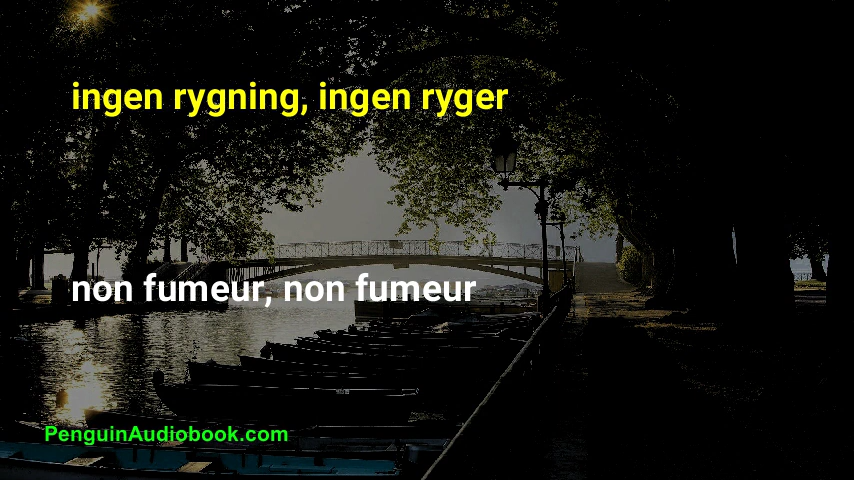 ingen rygning, ingen ryger
non fumeur, non fumeur
PenguinAudiobook.com